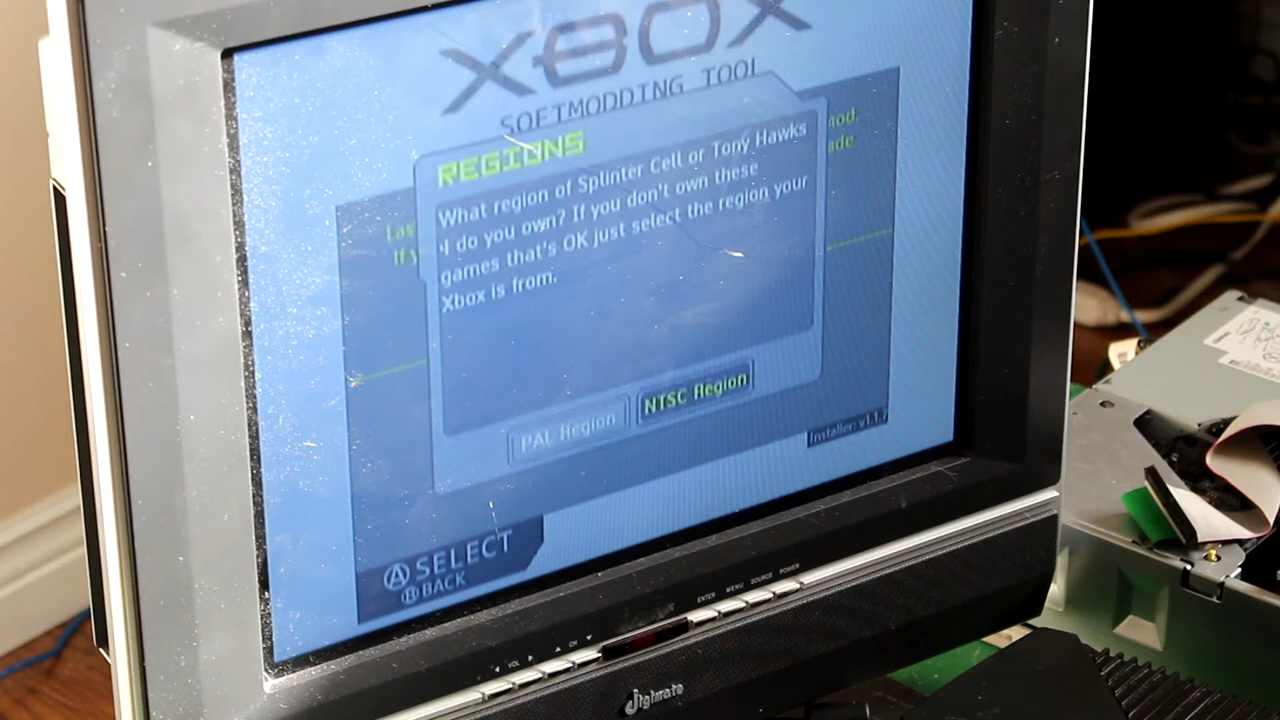 XBOX
SOFTMODDING TOOL
REGIONS
What region of Splinter Cell or Tony Hawks
4 do you own? If you don't own these
games that's OK just select the region your
Xbox is from.
PAL Region
NTSC Region
Installer: v1.1.7
A SELECT
B BACK
VOL
CH
ENTER
MENU
SOURCE
POWER
Digimate